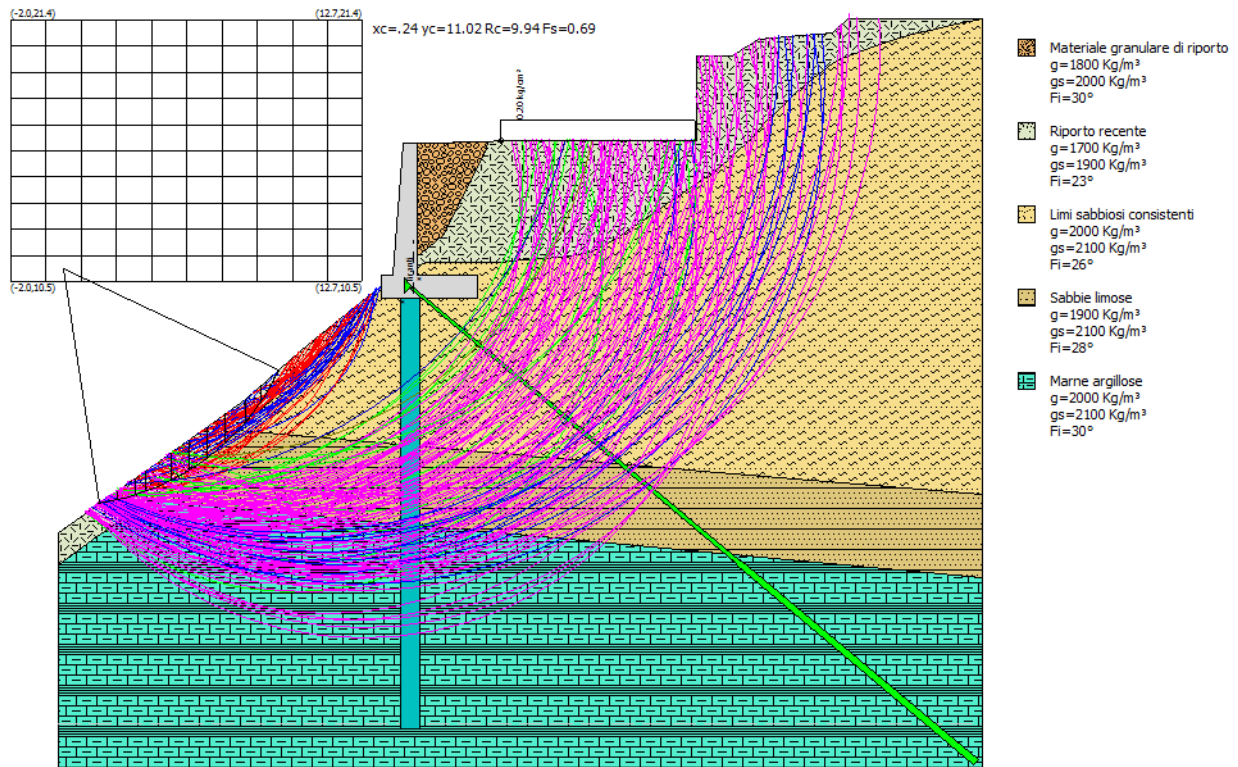 (-2.0,21.4)
(12.7,21.4)
xc=.24 yc=11.02 Rc=9.94 Fs=0.69
0.20 kg/cm²
(-2.0,10.5)
(12.7,10.5)
Materiale granulare di riporto
g=1800 Kg/m³
gs=2000 Kg/m³
Fi=30°
Riporto recente
g=1700 Kg/m³
gs=1900 Kg/m³
Fi=23°
Limi sabbiosi consistenti
g=2000 Kg/m³
gs=2100 Kg/m³
Fi=26°
Sabbie limose
g=1900 Kg/m³
gs=2100 Kg/m³
Fi=28°
Marne argillose
g=2000 Kg/m³
gs=2100 Kg/m³
Fi=30°